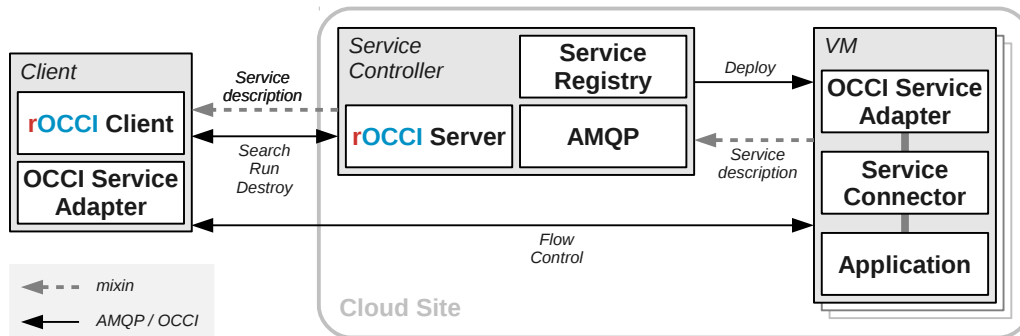 Client
rOCCI Client
OCCI Service
Adapter
Service
description
Search
Run
Destroy
Service
Controller
Service
Registry
rOCCI Server
AMQP
Deploy
Service
description
VM
OCCI Service
Adapter
Service
Connector
Application
Flow
Control
Cloud Site
mixin
AMQP / OCCI